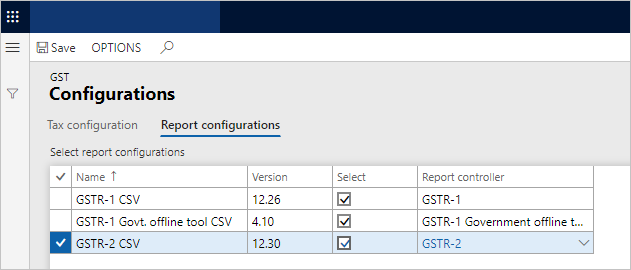 Save OPTIONS
GST
Configurations
Tax configuration Report configurations
Select report configurations
Name ↑ Version Select Report controller
GSTR-1 CSV 12.26 GSTR-1
GSTR-1 Govt. offline tool CSV 4.10 GSTR-1 Government offline t...
GSTR-2 CSV 12.30 GSTR-2